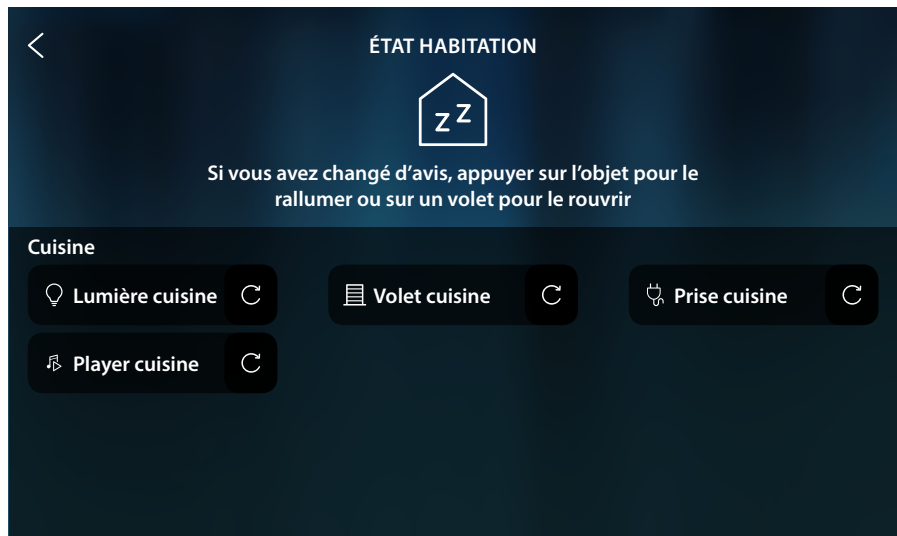 ÉTAT HABITATION
z Z
Si vous avez changé d’avis, appuyer sur l’objet pour le
rallumer ou sur un volet pour le rouvrir
Cuisine
Lumière cuisine
Volet cuisine
Prise cuisine
Player cuisine